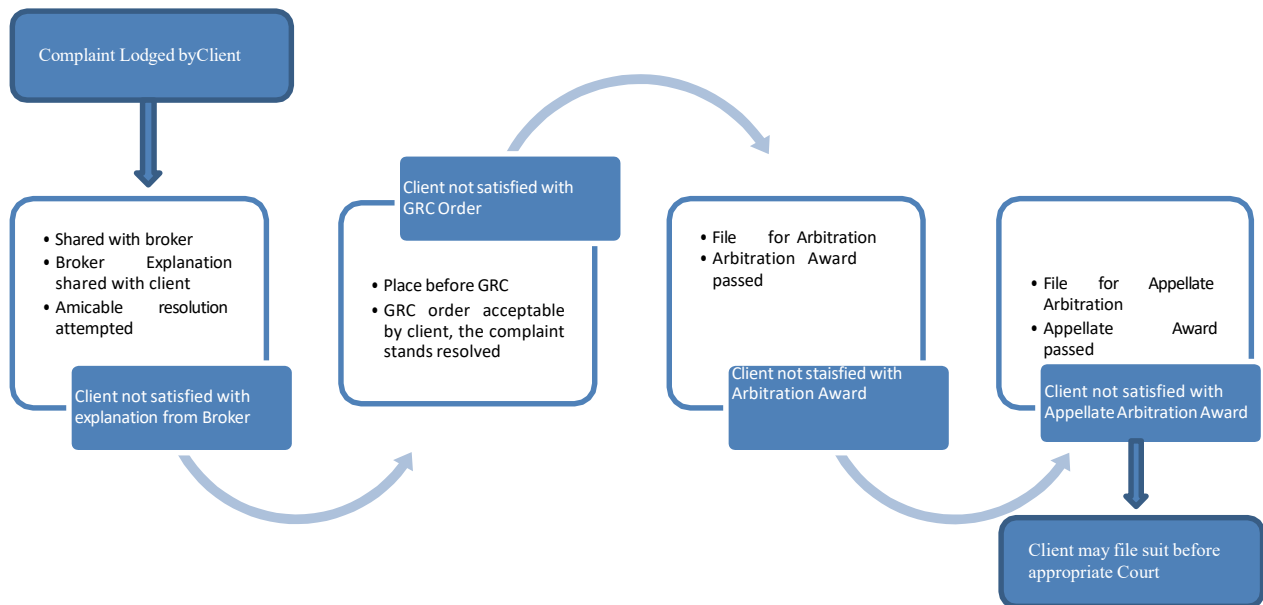 Complaint Lodged byClient
• Shared with broker
• Broker Explanation
shared with client
• Amicable resolution
attempted
Client not satisfied with
explanation from Broker
Client not satisfied with
GRC Order
• Place before GRC
• GRC order acceptable
by client, the complaint
stands resolved
• File for Arbitration
• Arbitration Award
passed
Client not staisfied with
Arbitration Award
• File for Appellate
Arbitration
• Appellate Award
passed
Client not satisfied with
Appellate Arbitration Award
Client may file suit before
appropriate Court